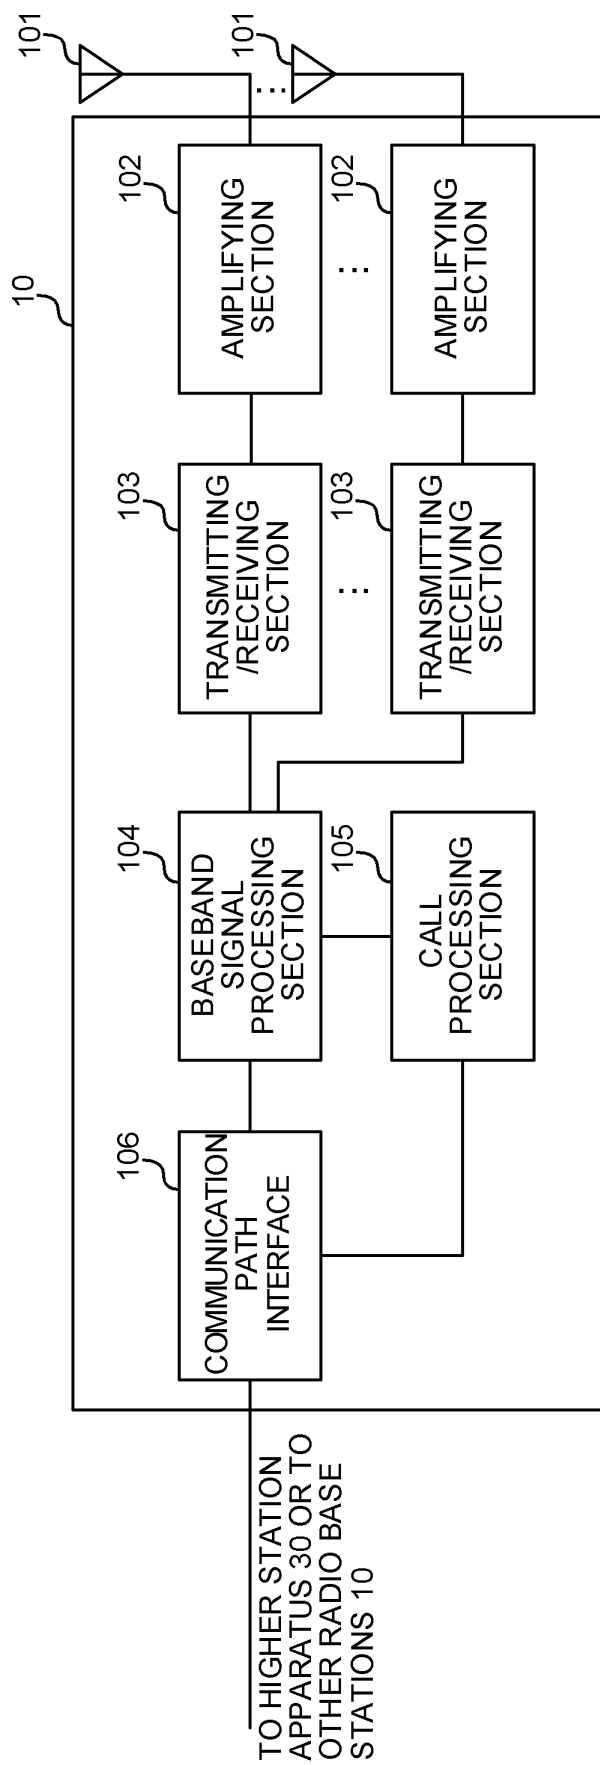 10
101
101
...
102
AMPLIFYING
SECTION
...
102
AMPLIFYING
SECTION
103
TRANSMITTING
/RECEIVING
SECTION
...
103
TRANSMITTING
/RECEIVING
SECTION
104
BASEBAND
SIGNAL
PROCESSING
SECTION
105
CALL
PROCESSING
SECTION
106
COMMUNICATION
PATH
INTERFACE
TO HIGHER STATION
APPARATUS 30 OR TO
OTHER RADIO BASE
STATIONS 10